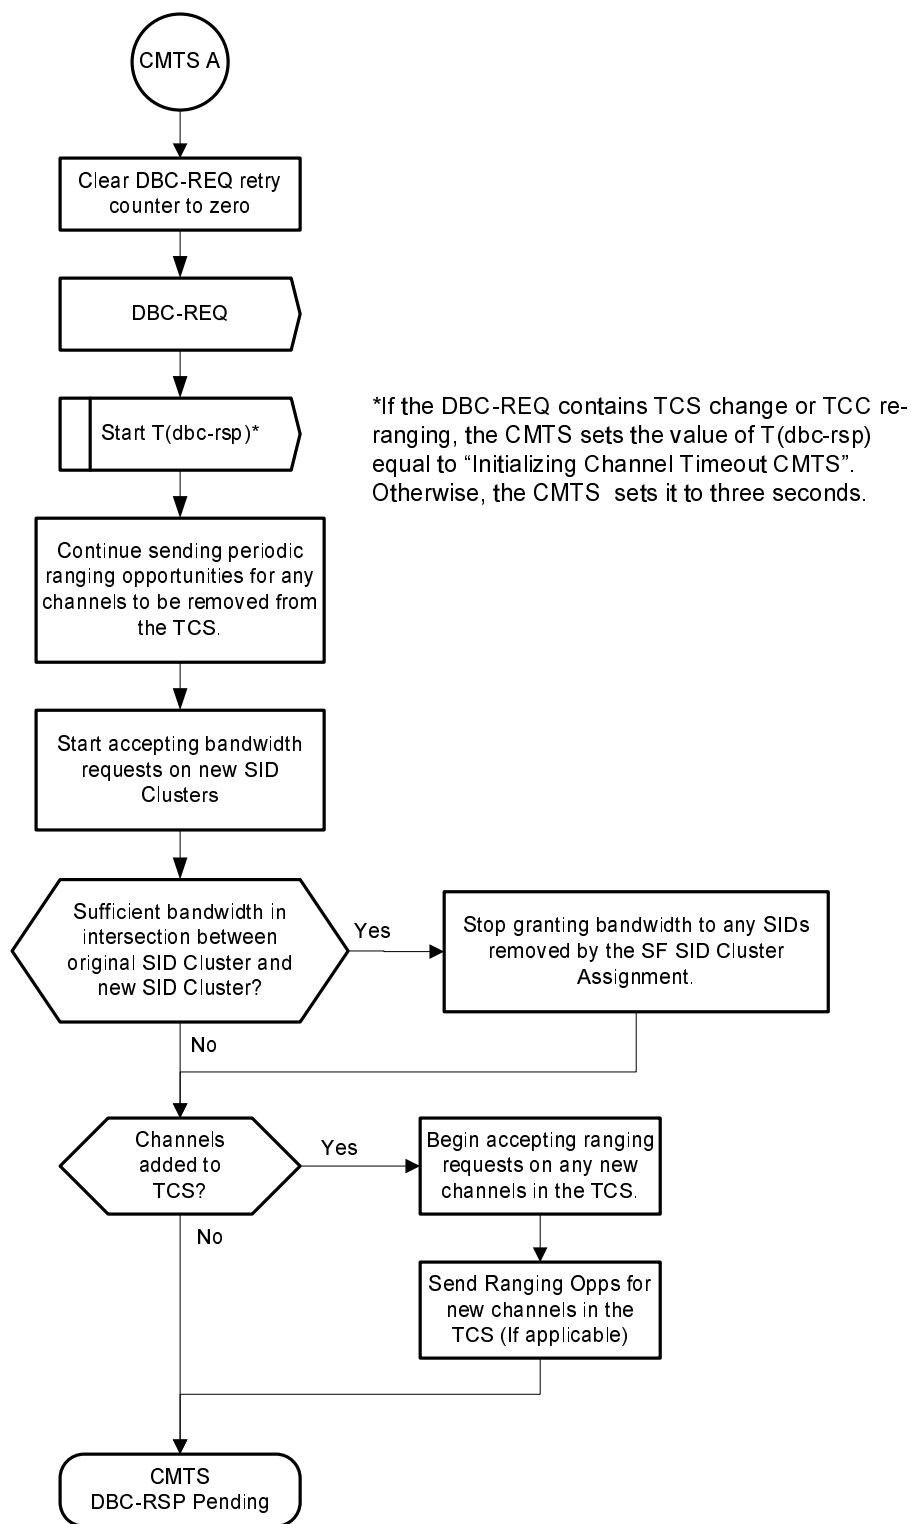 CMTS A
Clear DBC-REQ retry
counter to zero
DBC-REQ
Start T(dbc-rsp)*
*If the DBC-REQ contains TCS change or TCC re-
ranging, the CMTS sets the value of T(dbc-rsp)
equal to “Initializing Channel Timeout CMTS”.
Otherwise, the CMTS sets it to three seconds.
Continue sending periodic
ranging opportunities for any
channels to be removed from
the TCS.
Start accepting bandwidth
requests on new SID
Clusters
Sufficient bandwidth in
intersection between
original SID Cluster and
new SID Cluster?
Yes
Stop granting bandwidth to any SIDs
removed by the SF SID Cluster
Assignment.
No
Channels
added to
TCS?
Yes
Begin accepting ranging
requests on any new
channels in the TCS.
No
Send Ranging Opps for
new channels in the
TCS (If applicable)
CMTS
DBC-RSP Pending